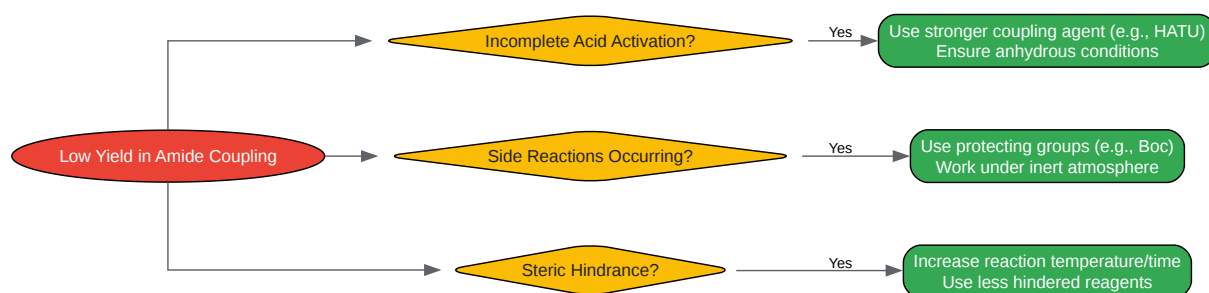 Incomplete Acid Activation?
Yes
Use stronger coupling agent (e.g., HATU)
Ensure anhydrous conditions
Low Yield in Amide Coupling
Side Reactions Occurring?
Yes
Use protecting groups (e.g., Boc)
Work under inert atmosphere
Steric Hindrance?
Yes
Increase reaction temperature/time
Use less hindered reagents